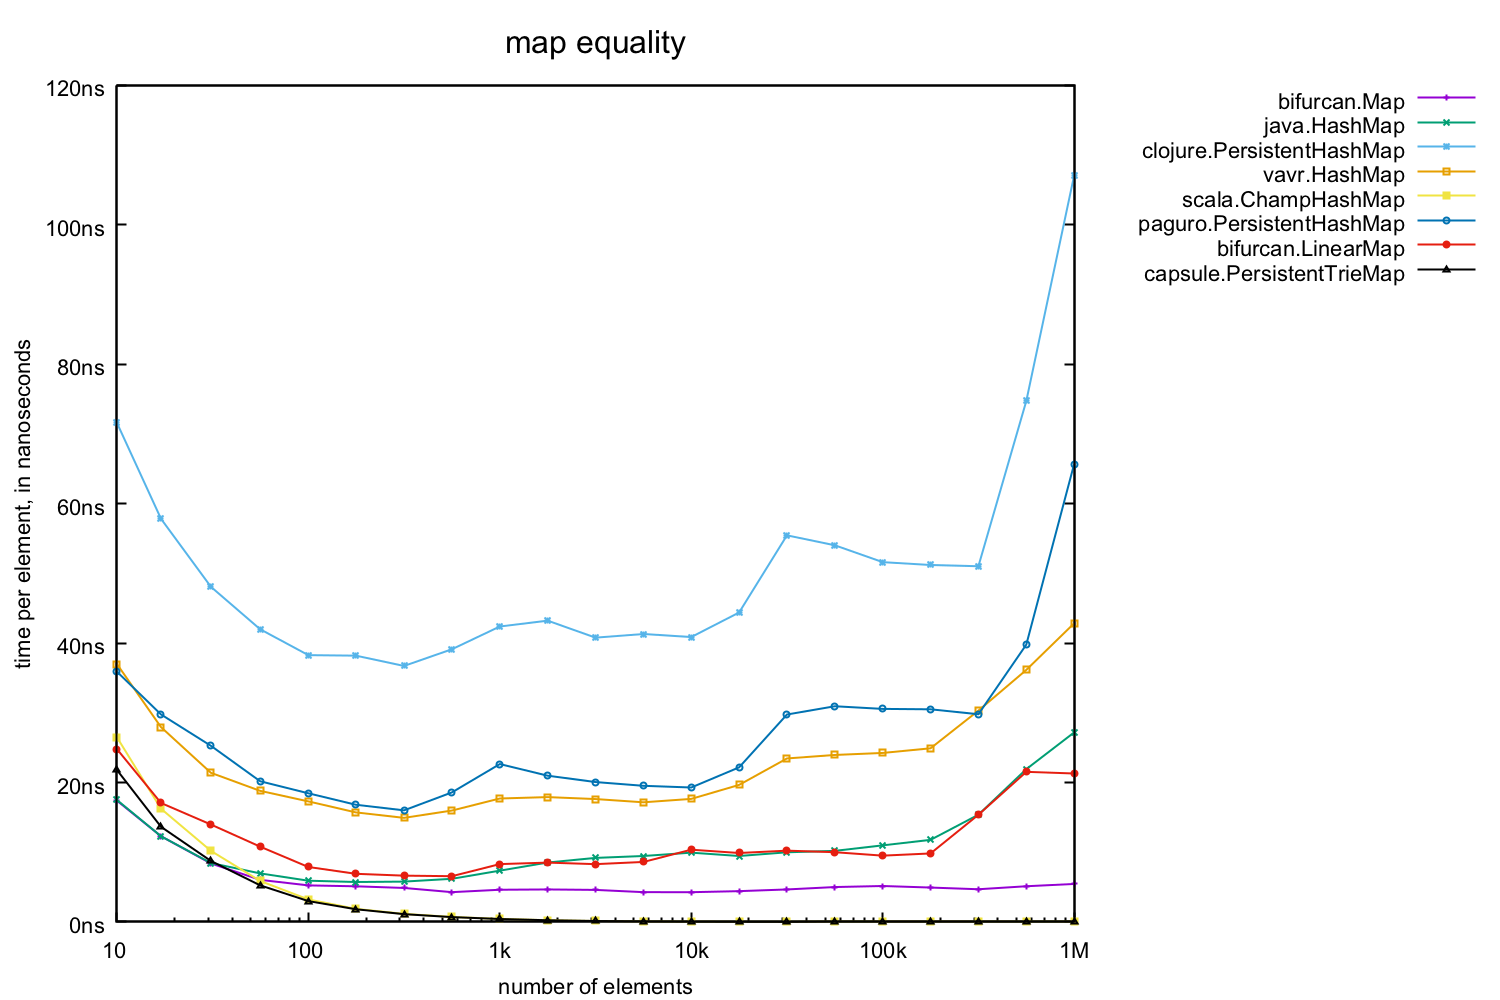 map equality
120ns
100ns
80ns
60ns
40ns
20ns
0ns
time per element, in nanoseconds
10 100 1k 10k 100k 1M
number of elements
bifurcan.Map
java.HashMap
clojure.PersistentHashMap
vavr.HashMap
scala.ChampHashMap
paguro.PersistentHashMap
bifurcan.LinearMap
capsule.PersistentTrieMap